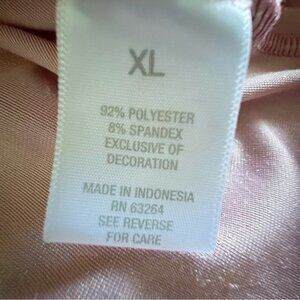 XL
92% POLYESTER
8% SPANDEX
EXCLUSIVE OF
DECORATION
MADE IN INDONESIA
RN 63264
SEE REVERSE
FOR CARE